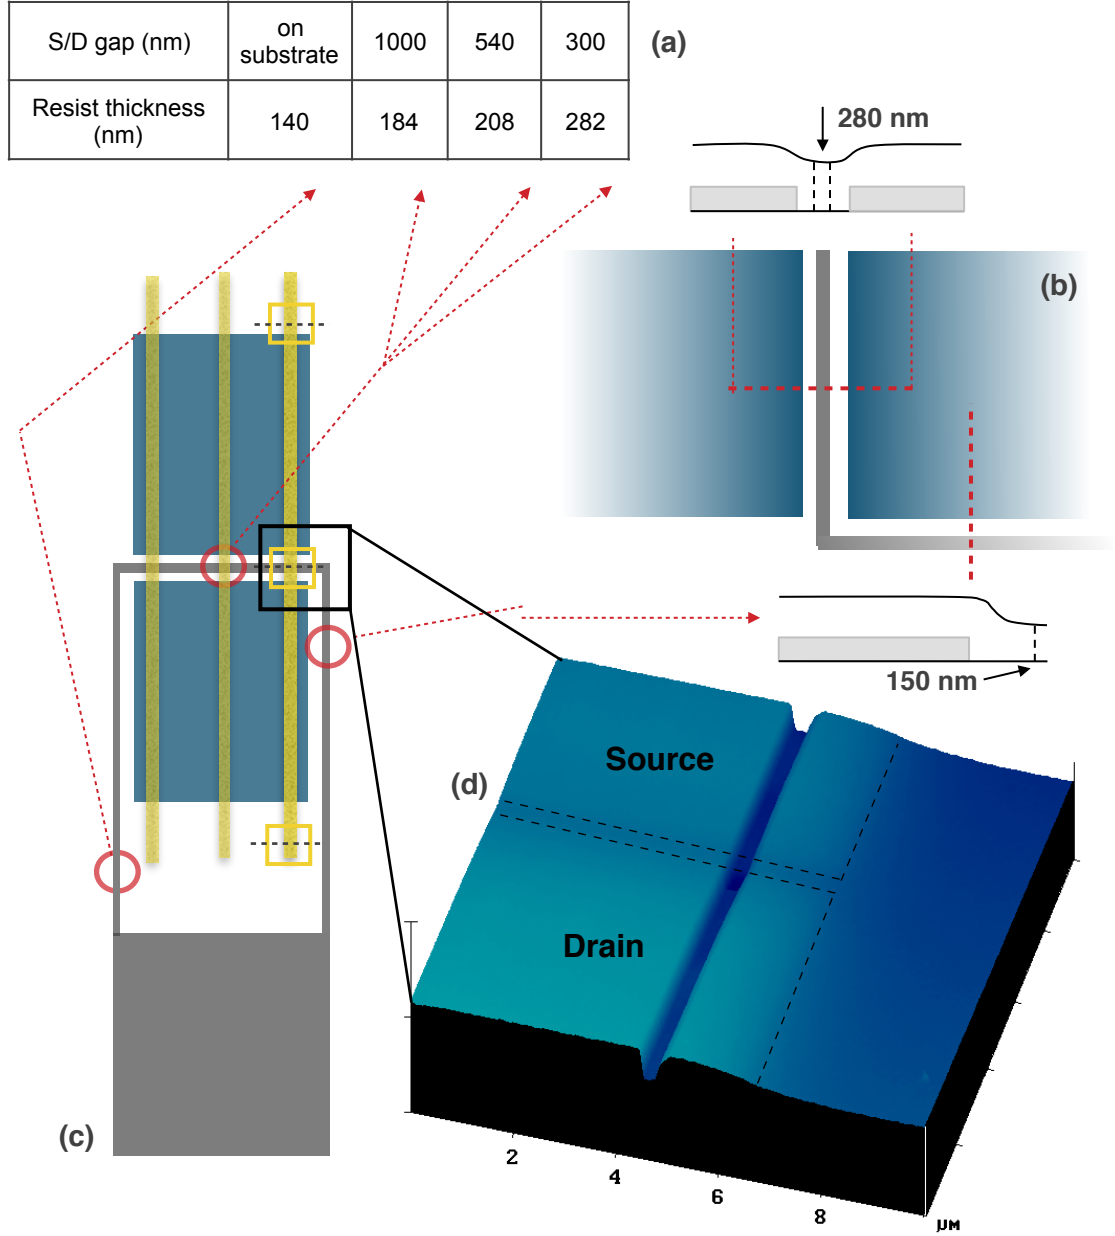 S/D gap (nm)
on
substrate
1000
540
300
(a)
Resist thickness
(nm)
140
184
208
282
280 nm
(b)
150 nm
Source
(d)
Drain
(c)
2
4
6
8
µM